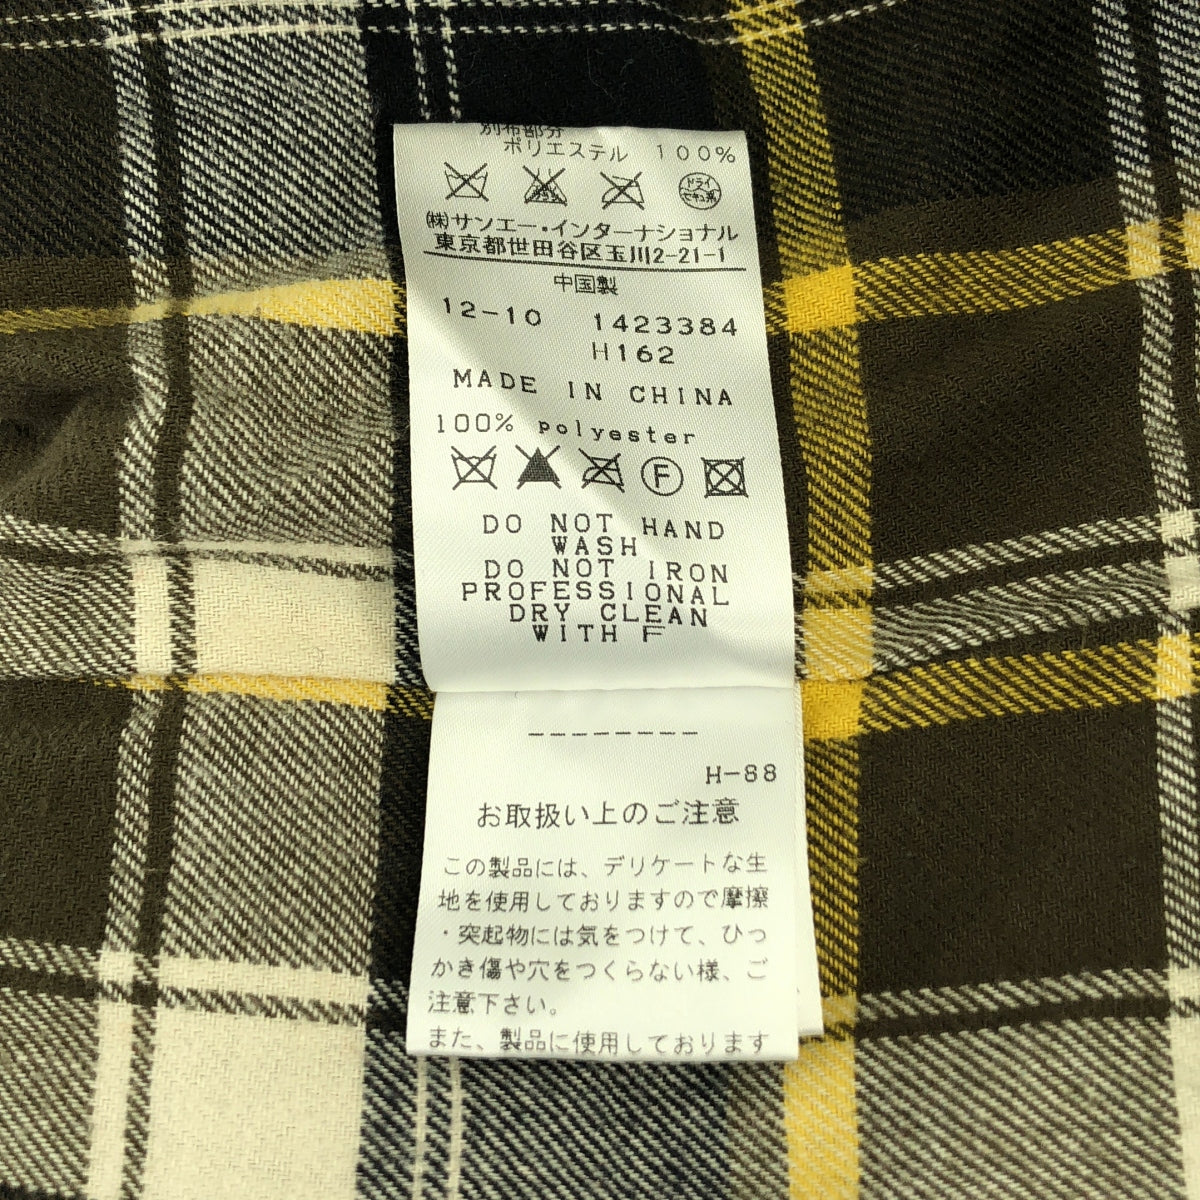 別布部分
ポリエステル 100%
ドライ
セキユ系
(株)サンエー・インターナショナル
東京都世田谷区玉川2-21-1
中国製
12-10 1423384
H162
MADE IN CHINA
100% polyester
F
DO NOT HAND
WASH
DO NOT IRON
PROFESSIONAL
DRY CLEAN
WITH F
--------
H-88
お取扱い上のご注意
この製品には、デリケートな生
地を使用しておりますので摩擦
・突起物には気をつけて、ひっ
かき傷や穴をつくらない様、ご
注意下さい。
また、製品に使用しております